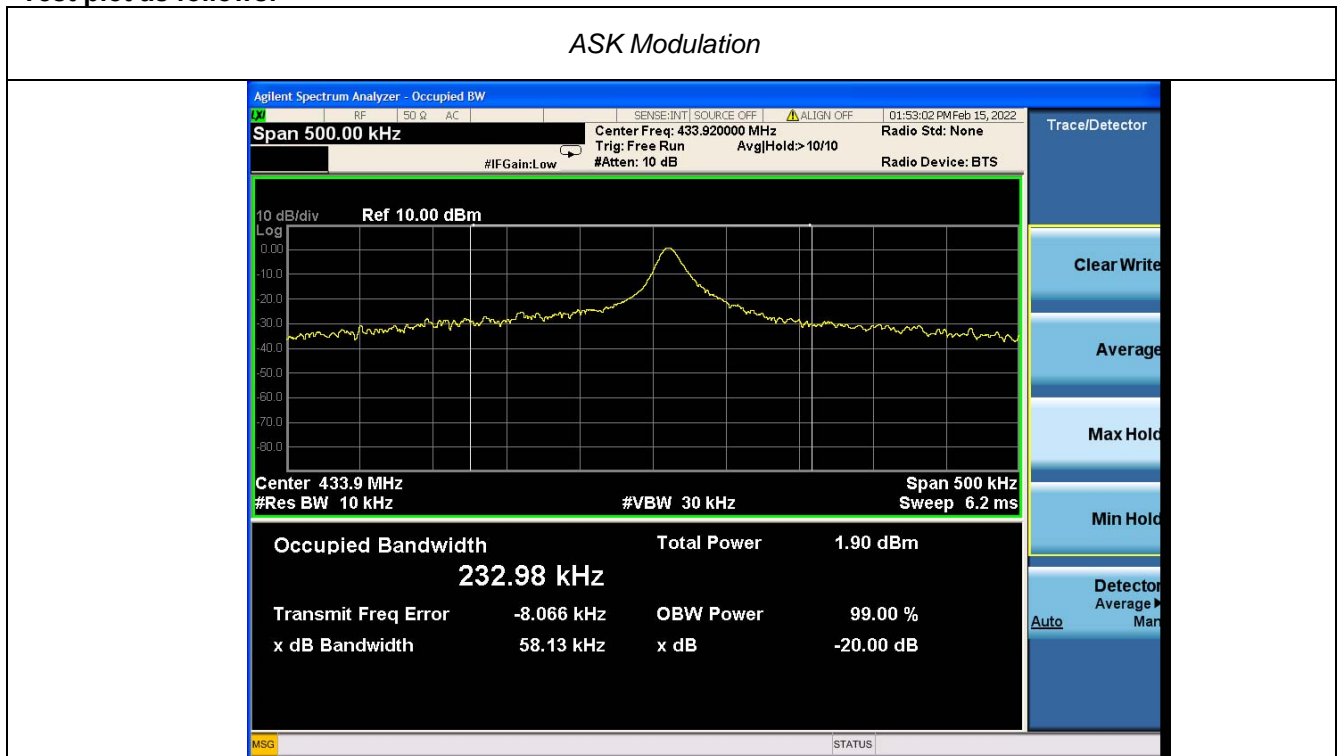 Test plot as follows:
ASK Modulation
Agilent Spectrum Analyzer - Occupied BW
LXI RF 50 Ω AC SENSE:INT SOURCE OFF ALIGN OFF 01:53:02 PM Feb 15, 2022
Span 500.00 kHz
Center Freq: 433.920000 MHz
Radio Std: None
Trig: Free Run Avg|Hold:>10/10
#IFGain:Low #Atten: 10 dB Radio Device: BTS
10 dB/div Ref 10.00 dBm
Log
0.00
-10.0
-20.0
-30.0
-40.0
-50.0
-60.0
-70.0
-80.0
Center 433.9 MHz Span 500 kHz
#Res BW 10 kHz #VBW 30 kHz Sweep 6.2 ms
Occupied Bandwidth Total Power 1.90 dBm
232.98 kHz
Transmit Freq Error -8.066 kHz OBW Power 99.00 %
x dB Bandwidth 58.13 kHz x dB -20.00 dB
MSG STATUS
Trace/Detector
Clear Write
Average
Max Hold
Min Hold
Detector
Average
Auto Man